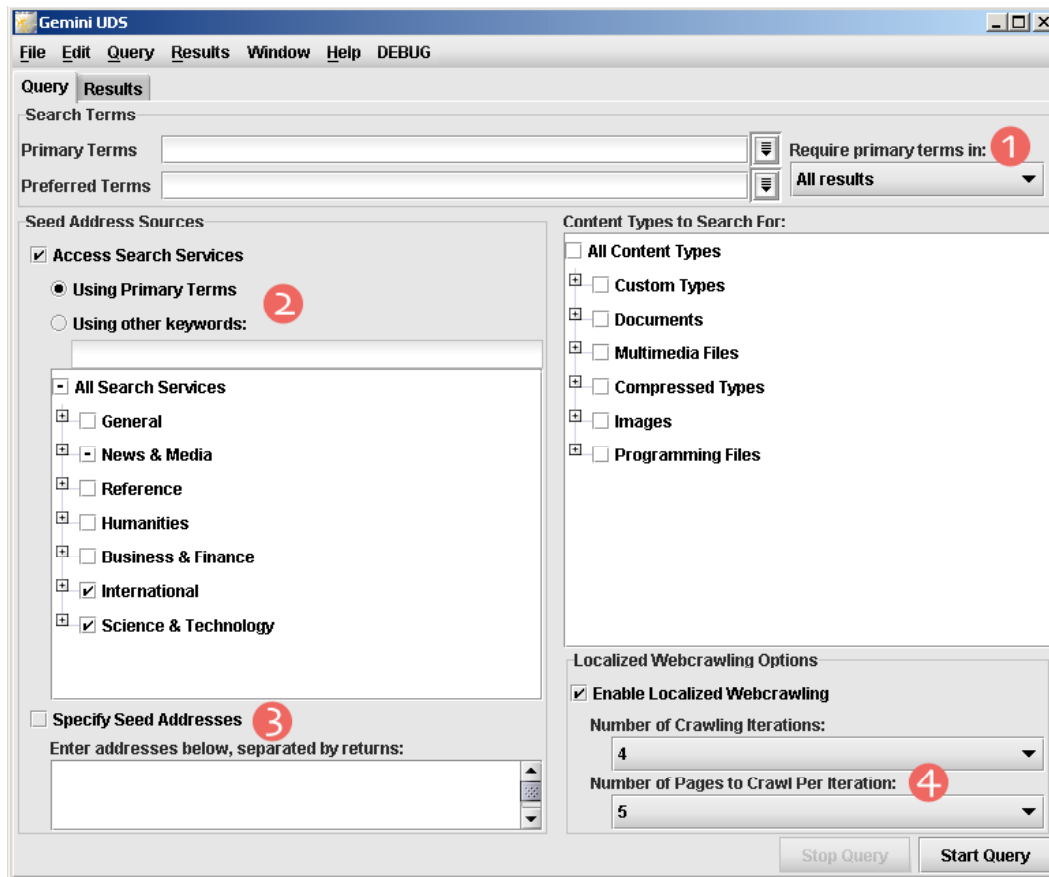 Gemini UDS
File Edit Query Results Window Help DEBUG
Query Results
Search Terms
Primary Terms
Require primary terms in: 1
Preferred Terms
All results
Seed Address Sources
Access Search Services
Using Primary Terms
2
Using other keywords:
All Search Services
General
News & Media
Reference
Humanities
Business & Finance
International
Science & Technology
Specify Seed Addresses 3
Enter addresses below, separated by returns:
Content Types to Search For:
All Content Types
Custom Types
Documents
Multimedia Files
Compressed Types
Images
Programming Files
Localized Webcrawling Options
Enable Localized Webcrawling
Number of Crawling Iterations:
4
Number of Pages to Crawl Per Iteration: 4
5
Stop Query Start Query